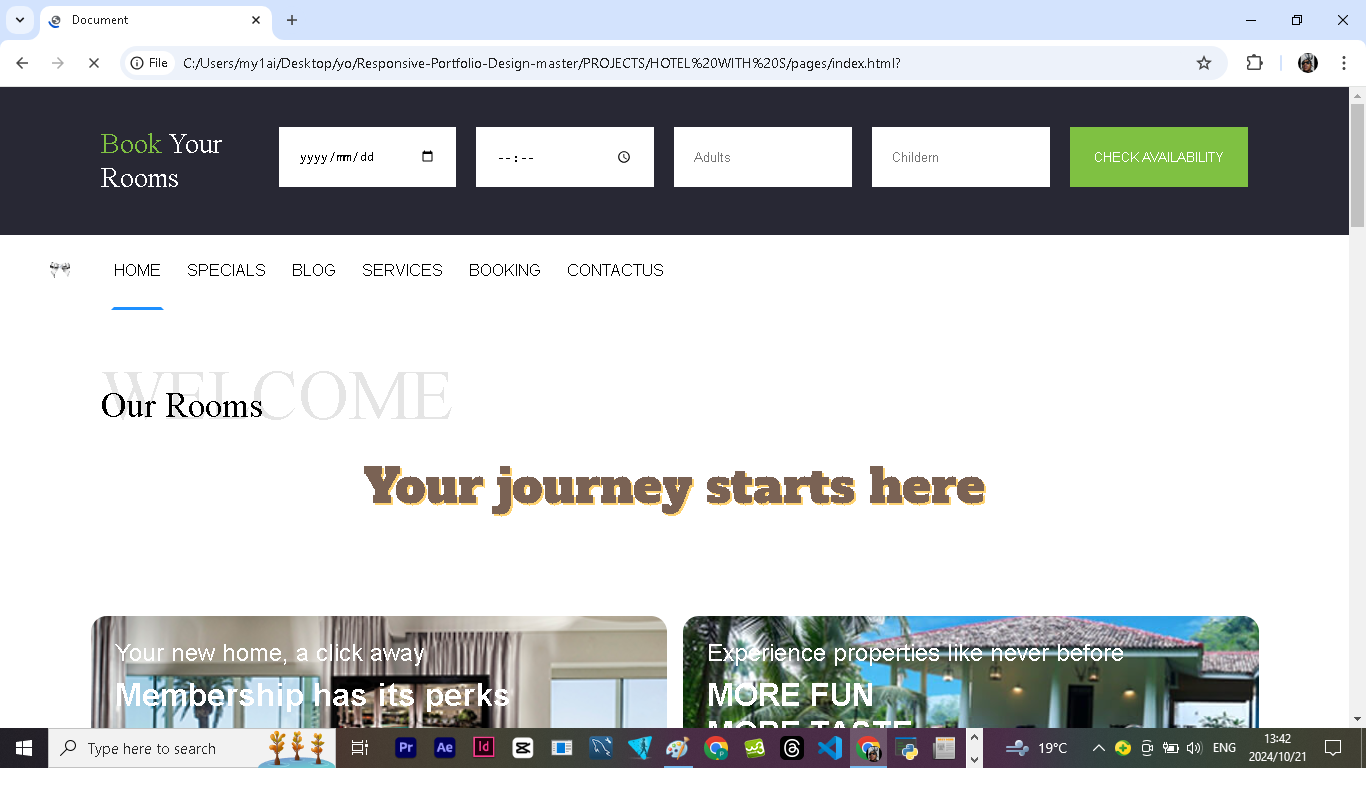 Document
File
C:/Users/my1ai/Desktop/yo/Responsive-Portfolio-Design-master/PROJECTS/HOTEL%20WITH%20S/pages/index.html?
Book Your
Rooms
yyyy/mm/dd
--:--
Adults
Childern
CHECK AVAILABILITY
HOME SPECIALS BLOG SERVICES BOOKING CONTACTUS
WELCOME
Our Rooms
Your journey starts here
Your new home, a click away
Membership has its perks
Experience properties like never before
MORE FUN
MORE TASTE
Type here to search
Pr
Ae
Id
19°C
ENG
13:42
2024/10/21